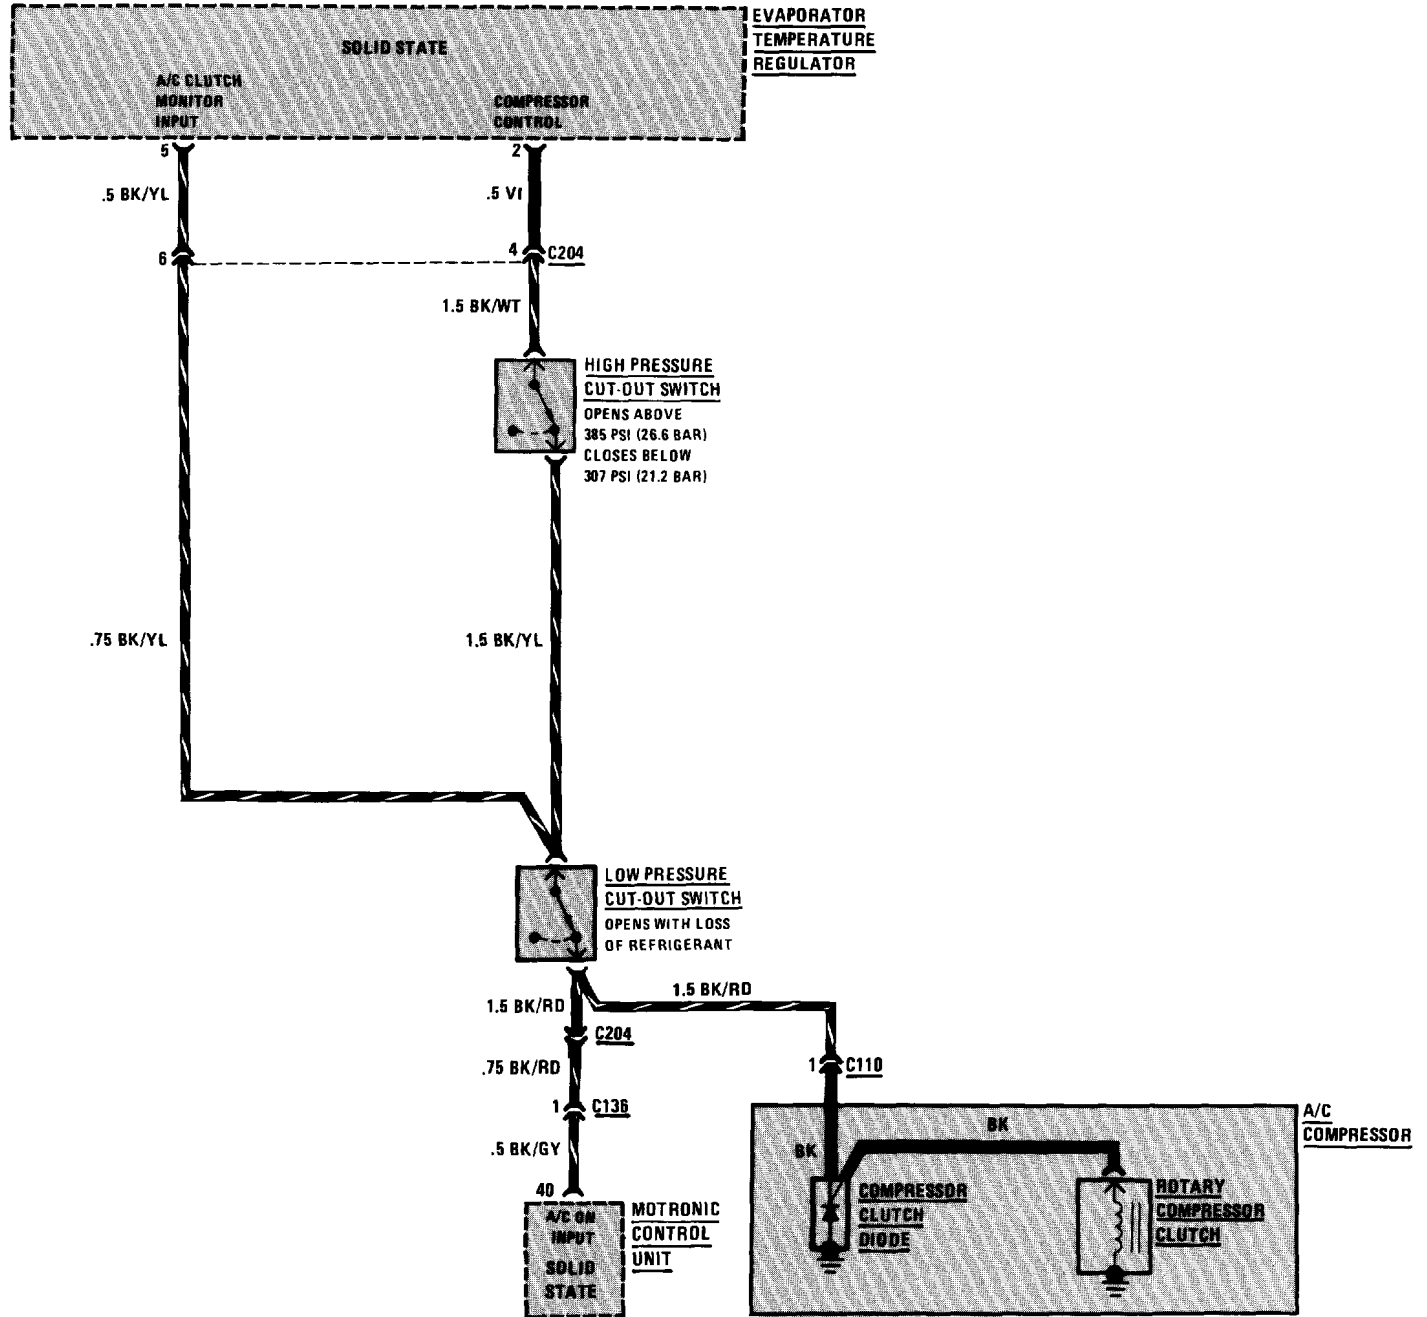 EVAPORATOR
TEMPERATURE
REGULATOR
SOLID STATE
A/C CLUTCH
MONITOR
INPUT
COMPRESSOR
CONTROL
5
2
.5 BK/YL
.5 VI
6
4
C204
1.5 BK/WT
HIGH PRESSURE
CUT-OUT SWITCH
OPENS ABOVE
385 PSI (26.6 BAR)
CLOSES BELOW
307 PSI (21.2 BAR)
.75 BK/YL
1.5 BK/YL
LOW PRESSURE
CUT-OUT SWITCH
OPENS WITH LOSS
OF REFRIGERANT
1.5 BK/RD
1.5 BK/RD
C204
.75 BK/RD
1
C110
1
C136
A/C
COMPRESSOR
.5 BK/GY
BK
BK
40
A/C ON
INPUT
SOLID
STATE
MOTRONIC
CONTROL
UNIT
COMPRESSOR
CLUTCH
DIODE
ROTARY
COMPRESSOR
CLUTCH